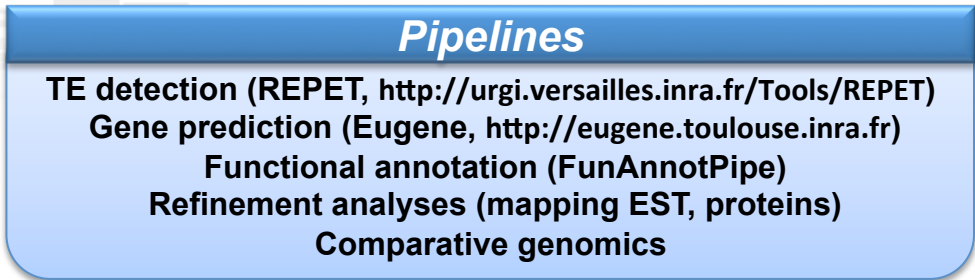 Pipelines
TE detection (REPET, http://urgi.versailles.inra.fr/Tools/REPET)
Gene prediction (Eugene, http://eugene.toulouse.inra.fr)
Functional annotation (FunAnnotPipe)
Refinement analyses (mapping EST, proteins)
Comparative genomics